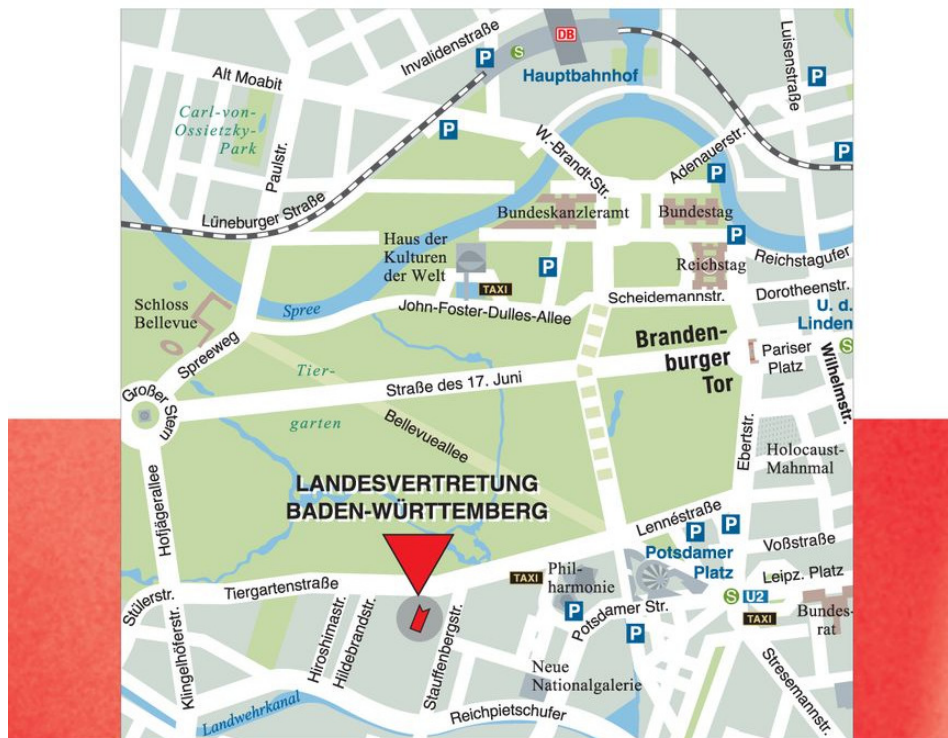 DB
P
S
Invalidenstraße
Luisenstraße
Hauptbahnhof
P
Alt Moabit
Carl-von-
Ossietzky-
Park
P
W.-Brandt-Str.
Adenauerstr.
P
Paulstr.
P
Lüneburger Straße
Bundeskanzleramt
Bundestag
Haus der
Kulturen
der Welt
P
P
Reichstag
Reichstagufer
TAXI
Schloss
Bellevue
Spree
John-Foster-Dulles-Allee
Scheidemannstr.
Dorotheenstr.
U. d.
Linden
S
Spreeweg
Branden-
burger
Tor
Pariser
Platz
Wilhelmstr.
Tier-
garten
Straße des 17. Juni
Großer
Stern
Bellevueallee
Ebertstr.
Holocaust-
Mahnmal
LANDESVERTRETUNG
BADEN-WÜRTTEMBERG
Hofjägerallee
Lennéstraße
P
P
Potsdamer
Platz
Voßstraße
Leipz. Platz
Stülerstr.
Tiergartenstraße
TAXI
Phil-
harmonie
P
Potsdamer Str.
S
U2
TAXI
P
Bundes-
rat
Klingelhöferstr.
Hiroshimastr.
Hildebrandstr.
Stauffenbergstr.
Neue
Nationalgalerie
Stresemannstr.
Landwehrkanal
Reichpietschufer